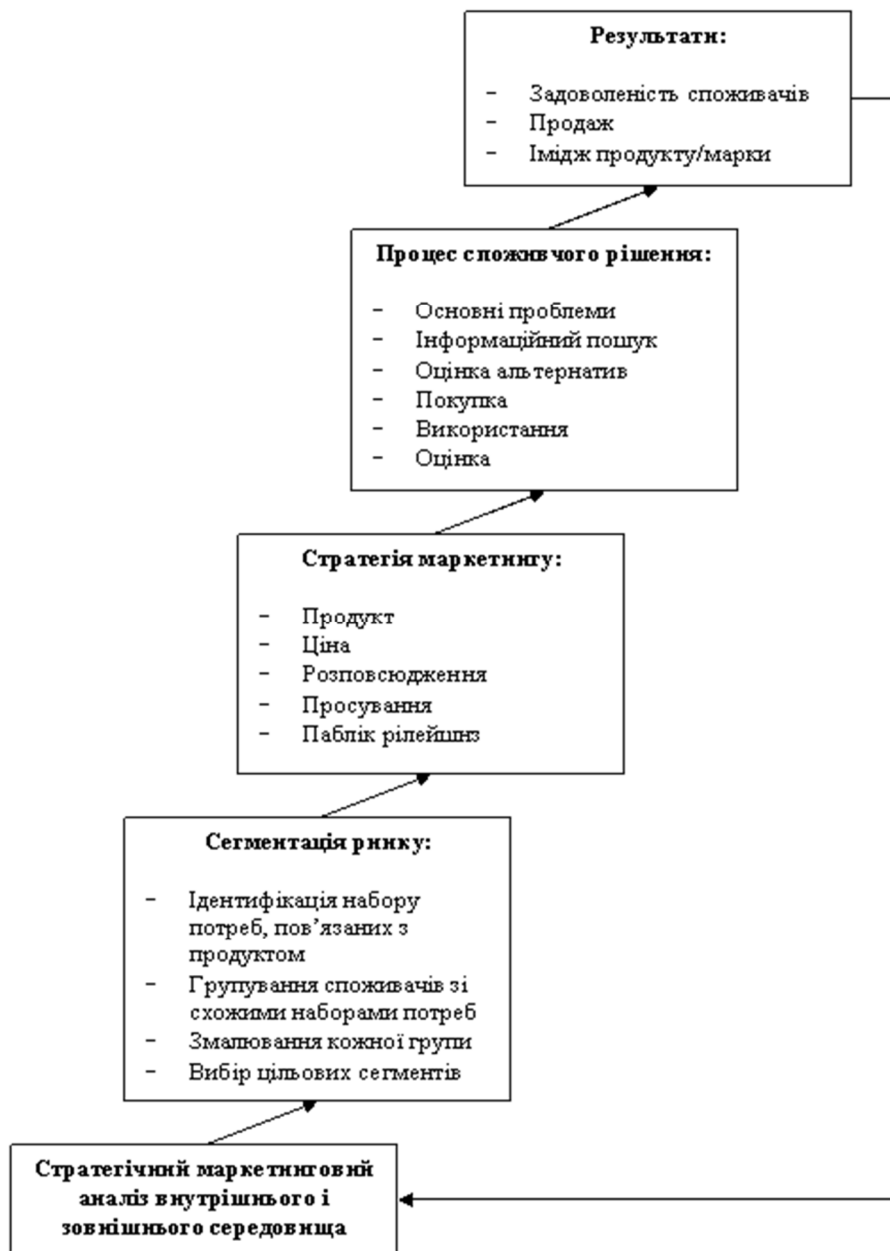 Результати:
- Задоволеність споживачів
- Продаж
- Імідж продукту/марки
Процес споживчого рішення:
- Основні проблеми
- Інформаційний пошук
- Оцінка альтернатив
- Покупка
- Використання
- Оцінка
Стратегія маркетингу:
- Продукт
- Ціна
- Розповсюдження
- Просування
- Паблік рілейшнз
Сегментація ринку:
- Ідентифікація набору
потреб, пов’язаних з
продуктом
- Групування споживачів зі
схожими наборами потреб
- Змалювання кожної групи
- Вибір цільових сегментів
Стратегічний маркетинговий
аналіз внутрішнього і
зовнішнього середовища